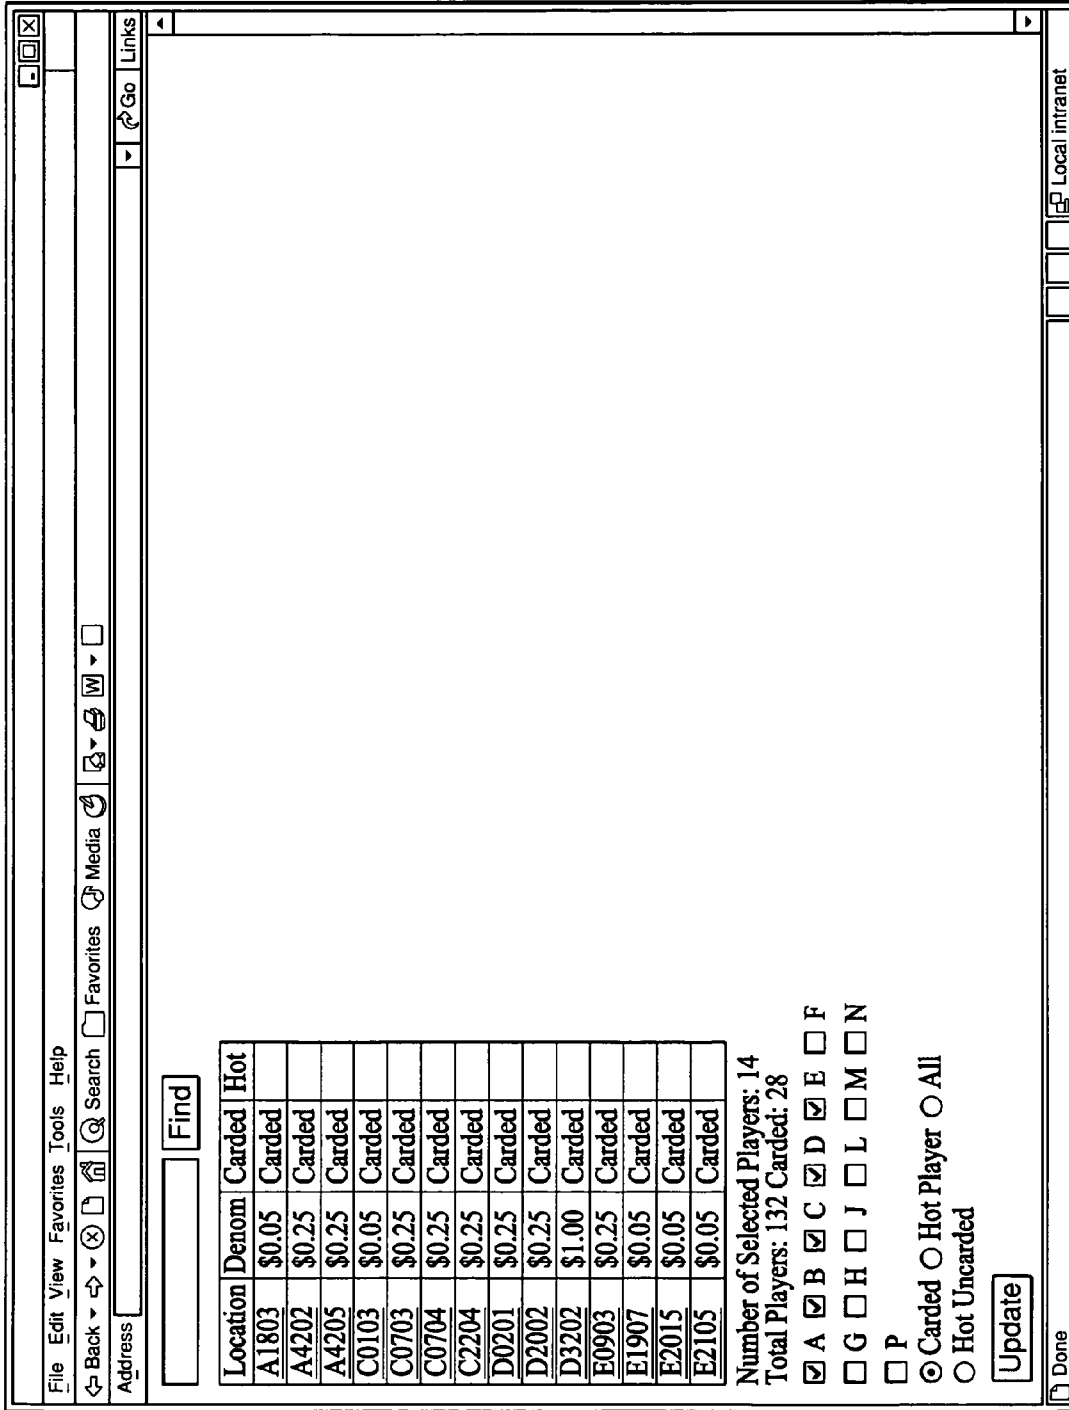 File Edit View Favorites Tools Help
Back Search Favorites Media W
Address Go Links
Find
Location Denom Carded Hot
A1803 $0.05 Carded
A4202 $0.25 Carded
A4205 $0.25 Carded
C0103 $0.05 Carded
C0703 $0.25 Carded
C0704 $0.25 Carded
C2204 $0.25 Carded
D0201 $0.25 Carded
D2002 $0.25 Carded
D3202 $1.00 Carded
E0903 $0.25 Carded
E1907 $0.05 Carded
E2015 $0.05 Carded
E2105 $0.05 Carded
Number of Selected Players: 14
Total Players: 132 Carded: 28
A B C D E F
G H J L M N
P
Carded Hot Player All
Hot Uncarded
Update
Done Local intranet